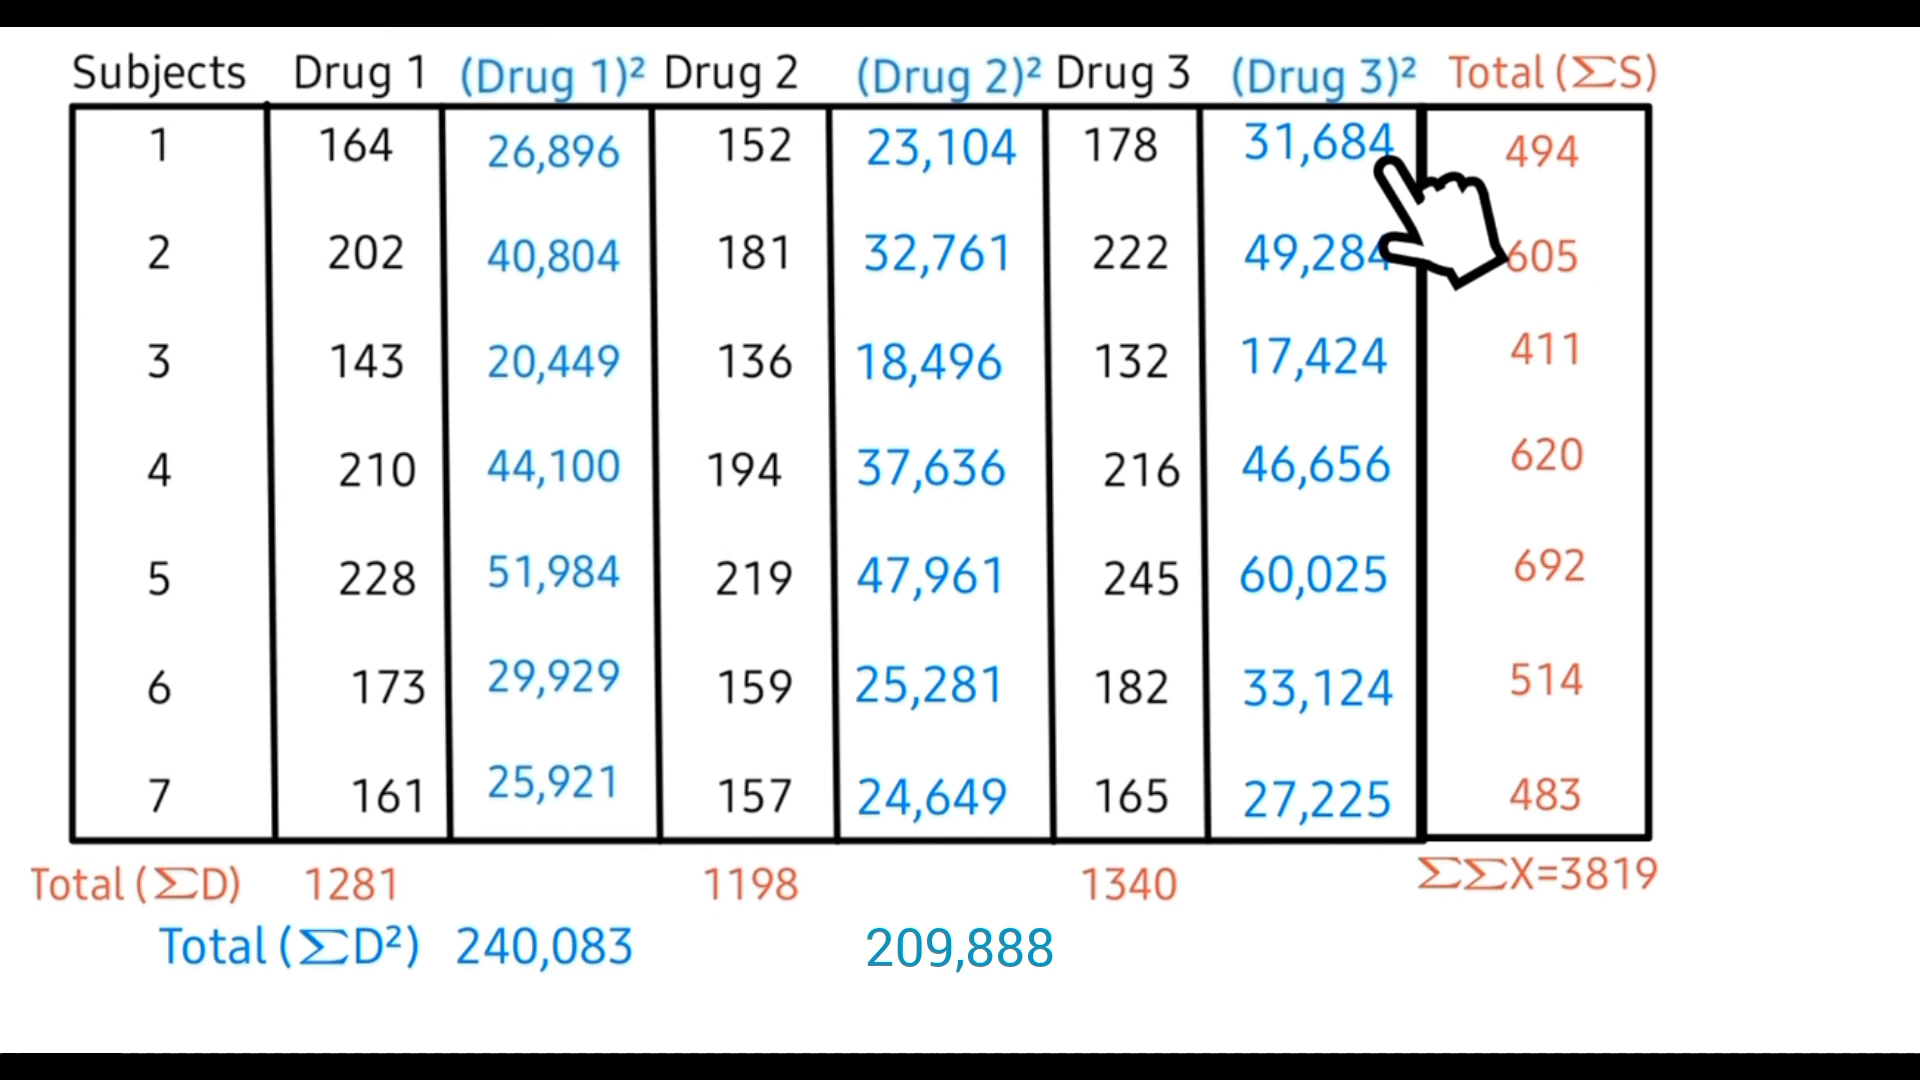 Subjects Drug 1 (Drug 1)² Drug 2 (Drug 2)² Drug 3 (Drug 3)² Total (∑S)
1 164 26,896 152 23,104 178 31,684 494
2 202 40,804 181 32,761 222 49,284 605
3 143 20,449 136 18,496 132 17,424 411
4 210 44,100 194 37,636 216 46,656 620
5 228 51,984 219 47,961 245 60,025 692
6 173 29,929 159 25,281 182 33,124 514
7 161 25,921 157 24,649 165 27,225 483
Total (∑D) 1281 1198 1340 ∑∑X=3819
Total (∑D²) 240,083 209,888